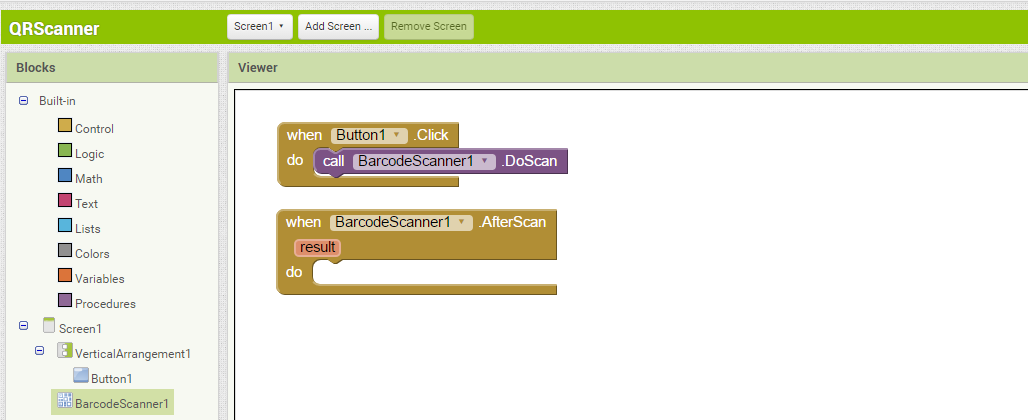 QRScanner
Screen1
Add Screen ...
Remove Screen
Blocks
Viewer
Built-in
Control
Logic
Math
Text
Lists
Colors
Variables
Procedures
Screen1
VerticalArrangement1
Button1
BarcodeScanner1
when Button1 .Click
do call BarcodeScanner1 .DoScan
when BarcodeScanner1 .AfterScan
result
do